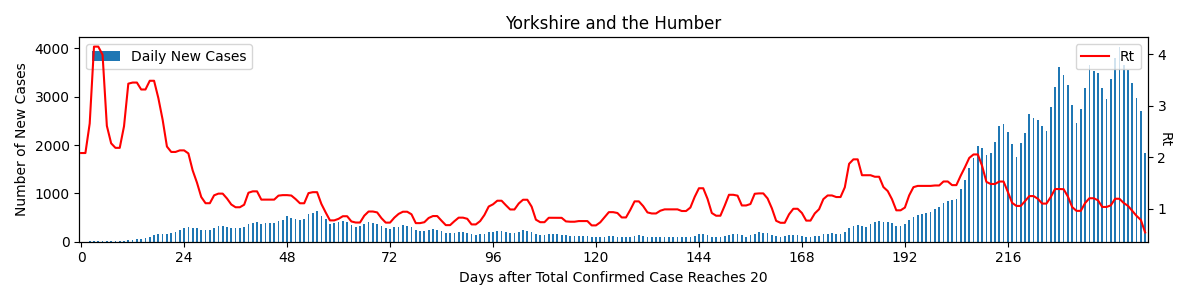 Yorkshire and the Humber
Daily New Cases
Rt
Number of New Cases
4000
3000
2000
1000
0
4
3
2
1
Rt
0 24 48 72 96 120 144 168 192 216
Days after Total Confirmed Case Reaches 20